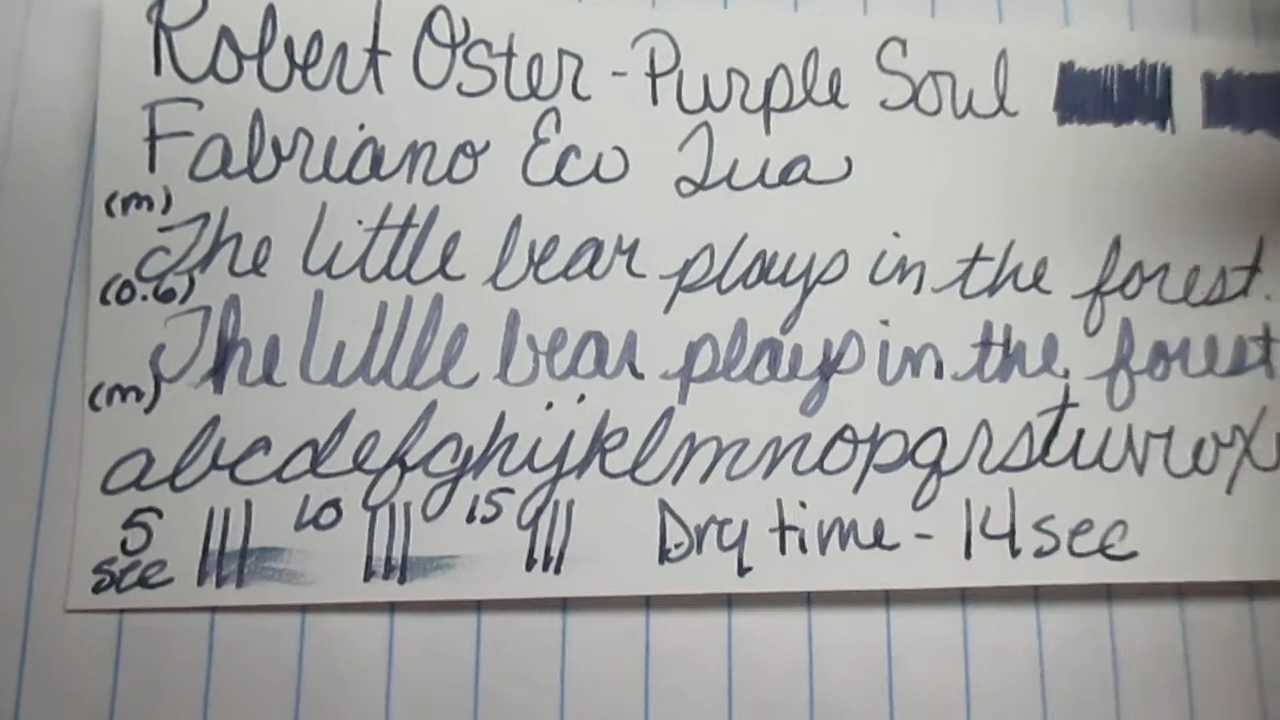 Robert Oster - Purple Soul
Fabriano Eco Qua
(m)
The little bear plays in the forest.
(0.6)
The little bear plays in the forest
(m)
abcdefghijklmnopqrstuvwx
5 sec 10 15 Dry time - 14 sec